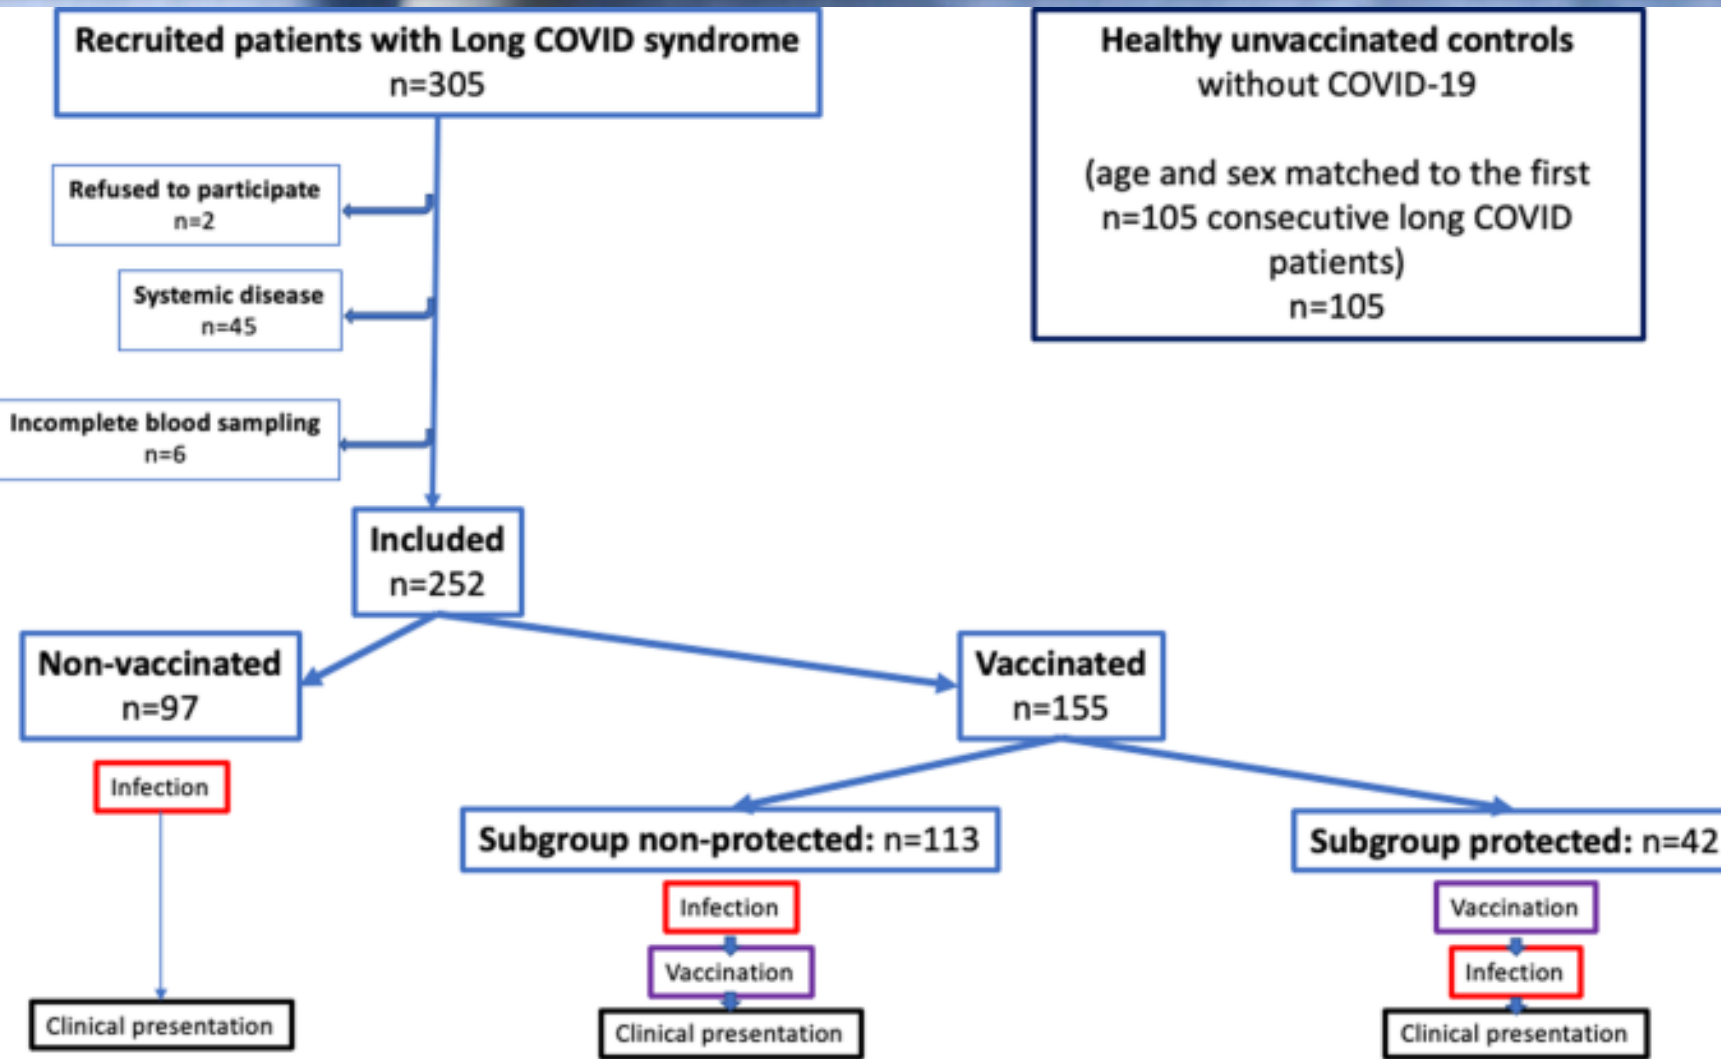 Recruited patients with Long COVID syndrome
n=305
Healthy unvaccinated controls
without COVID-19
(age and sex matched to the first
n=105 consecutive long COVID
patients)
n=105
Refused to participate
n=2
Systemic disease
n=45
Incomplete blood sampling
n=6
Included
n=252
Non-vaccinated
n=97
Vaccinated
n=155
Infection
Clinical presentation
Subgroup non-protected: n=113
Infection
Vaccination
Clinical presentation
Subgroup protected: n=42
Vaccination
Infection
Clinical presentation